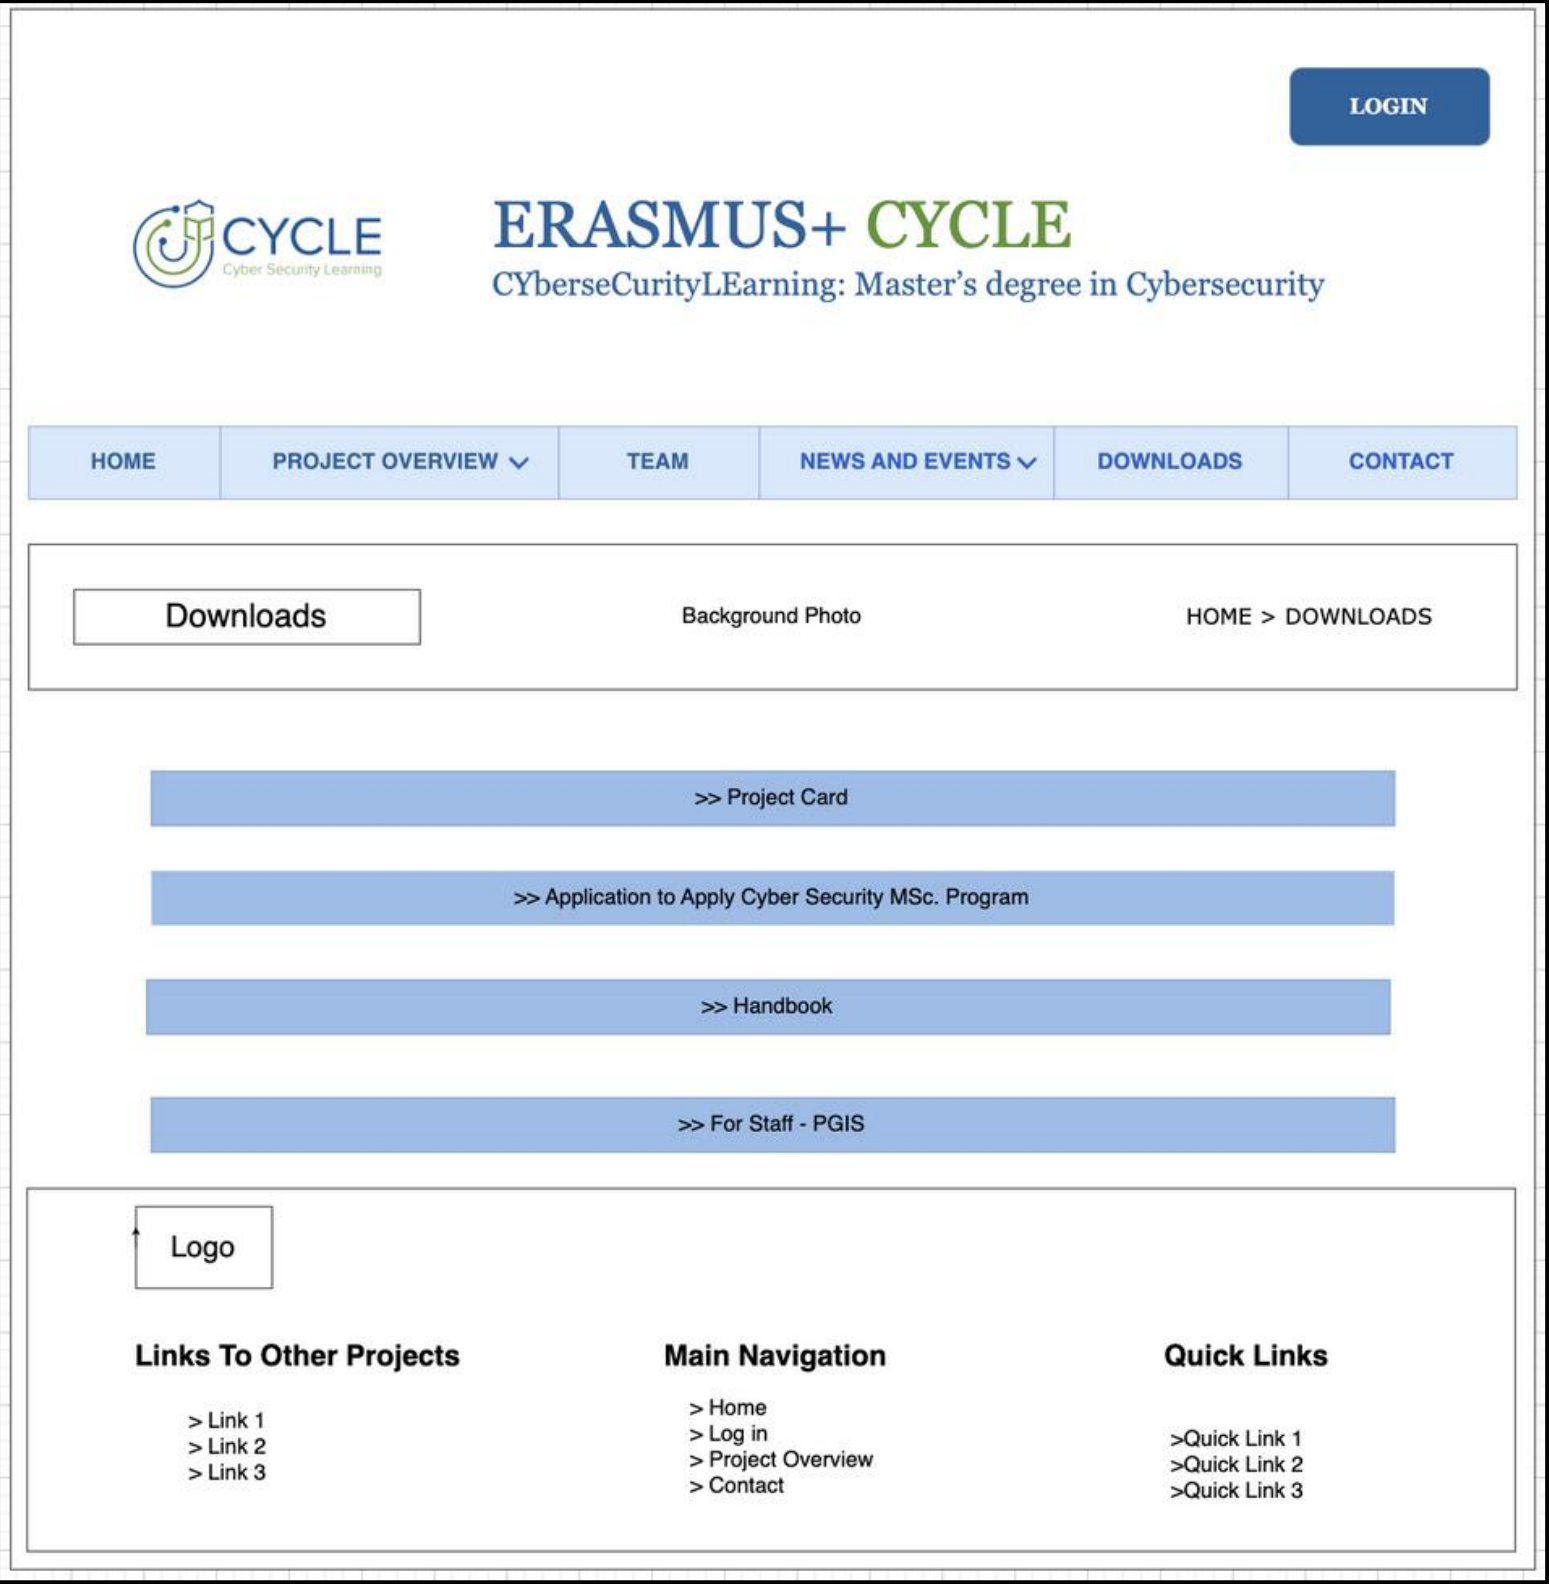 LOGIN
CYCLE
Cyber Security Learning
ERASMUS+ CYCLE
CYberseCurityLEarning: Master's degree in Cybersecurity
HOME PROJECT OVERVIEW TEAM NEWS AND EVENTS DOWNLOADS CONTACT
Downloads Background Photo HOME > DOWNLOADS
>> Project Card
>> Application to Apply Cyber Security MSc. Program
>> Handbook
>> For Staff - PGIS
Logo
Links To Other Projects
> Link 1
> Link 2
> Link 3
Main Navigation
> Home
> Log in
> Project Overview
> Contact
Quick Links
>Quick Link 1
>Quick Link 2
>Quick Link 3